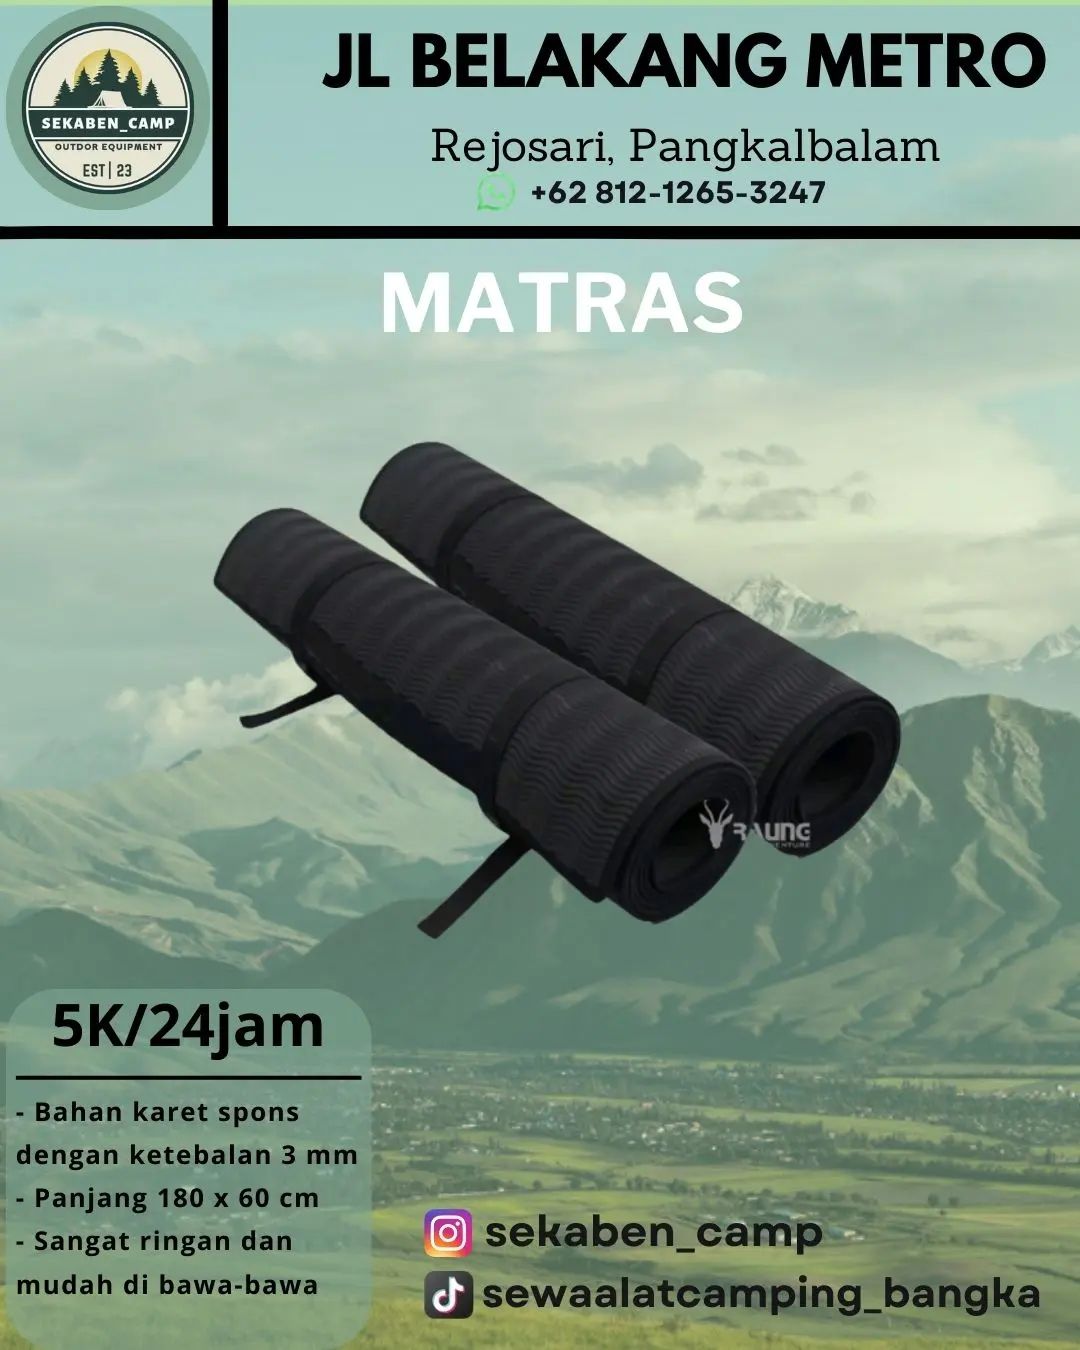 SEKABEN_CAMP
OUTDOR EQUIPMENT
EST| 23
JL BELAKANG METRO
Rejosari, Pangkalbalam
+62 812-1265-3247
MATRAS
RAUNG
5K/24jam
- Bahan karet spons
dengan ketebalan 3 mm
- Panjang 180 x 60 cm
- Sangat ringan dan
mudah di bawa-bawa
sekaben_camp
sewaalatcamping_bangka